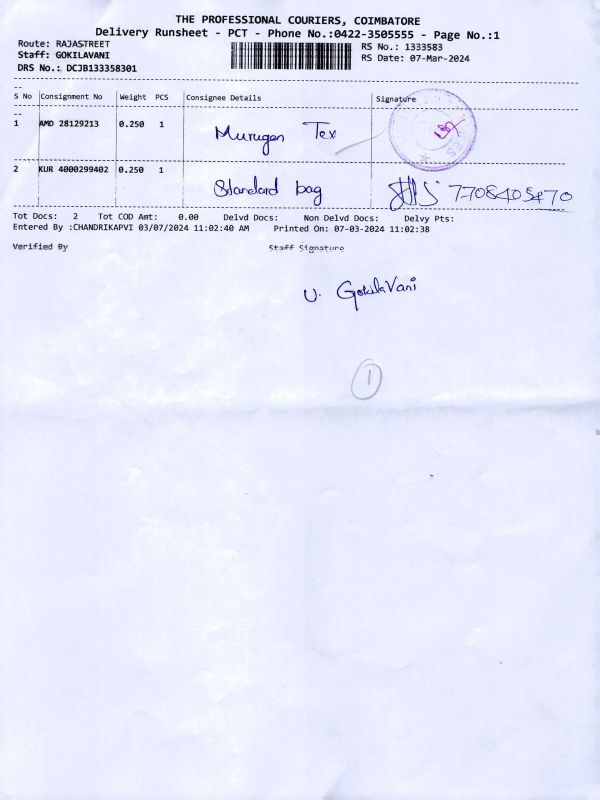 THE PROFESSIONAL COURIERS, COIMBATORE
Delivery Runsheet - PCT - Phone No.:0422-3505555 - Page No.:1
Route: RAJASTREET RS No.: 1333583
Staff: GOKILAVANI RS Date: 07-Mar-2024
DRS No.: DCJB133358301
S No Consignment No Weight PCS Consignee Details Signature
1 AMD 28129213 0.250 1 Murugan Tex
2 KUR 4000299402 0.250 1 Standard bag 7708405470
Tot Docs: 2 Tot COD Amt: 0.00 Delvd Docs: Non Delvd Docs: Delvy Pts:
Entered By :CHANDRIKAPVI 03/07/2024 11:02:40 AM Printed On: 07-03-2024 11:02:38
Verified By Staff Signature
U. GokilaVani
1